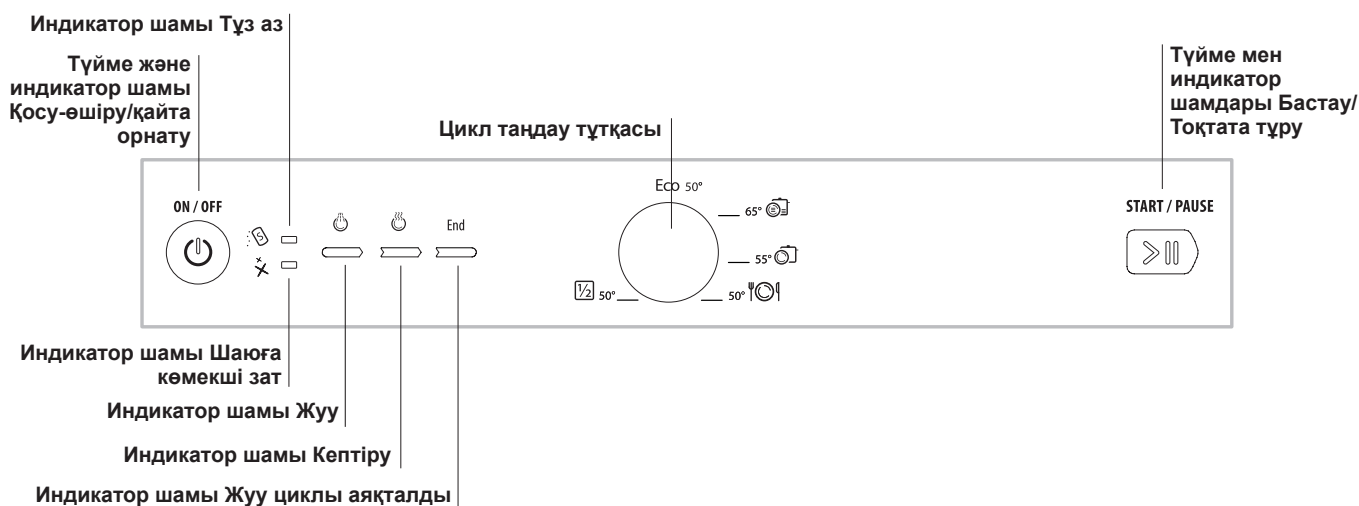 Индикатор шамы Тұз аз
Түйме және
индикатор шамы
Қосу-өшіру/қайта
орнату
Цикл таңдау тұтқасы
Түйме мен
индикатор
шамдары Бастау/
Тоқтата тұру
ON / OFF
S
End
Eco 50°
65°
55°
50°
½ 50°
START / PAUSE
Индикатор шамы Шаюға
көмекші зат
Индикатор шамы Жуу
Индикатор шамы Кептіру
Индикатор шамы Жуу циклы аяқталды